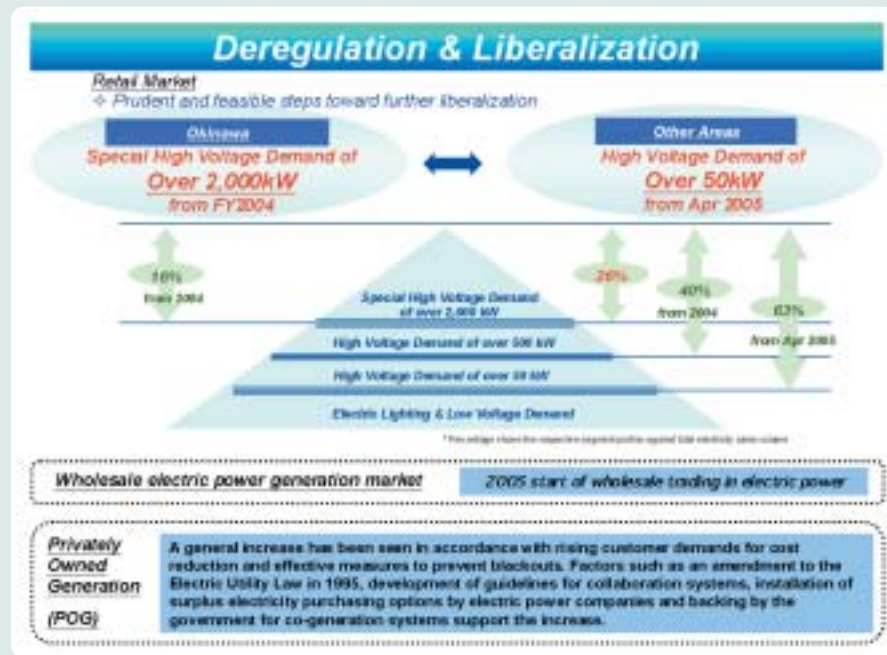 Deregulation & Liberalization
Retail Market
✧ Prudent and feasible steps toward further liberalization
Okinawa
Special High Voltage Demand of
Over 2,000kW
from FY2004
Other Areas
High Voltage Demand of
Over 50kW
from Apr 2005
16%
from 2004
26%
40%
from 2004
63%
from Apr 2005
Special High Voltage Demand
of over 2,000 kW
High Voltage Demand of over 500 kW
High Voltage Demand of over 50 kW
Electric Lighting & Low Voltage Demand
Wholesale electric power generation market
2005 start of wholesale trading in electric power
Privately
Owned
Generation
(POG)
A general increase has been seen in accordance with rising customer demands for cost
reduction and effective measures to prevent blackouts. Factors such as an amendment to the
Electric Utility Law in 1995, development of guidelines for collaboration systems, installation of
surplus electricity purchasing options by electric power companies and backing by the
government for co-generation systems support the increase.